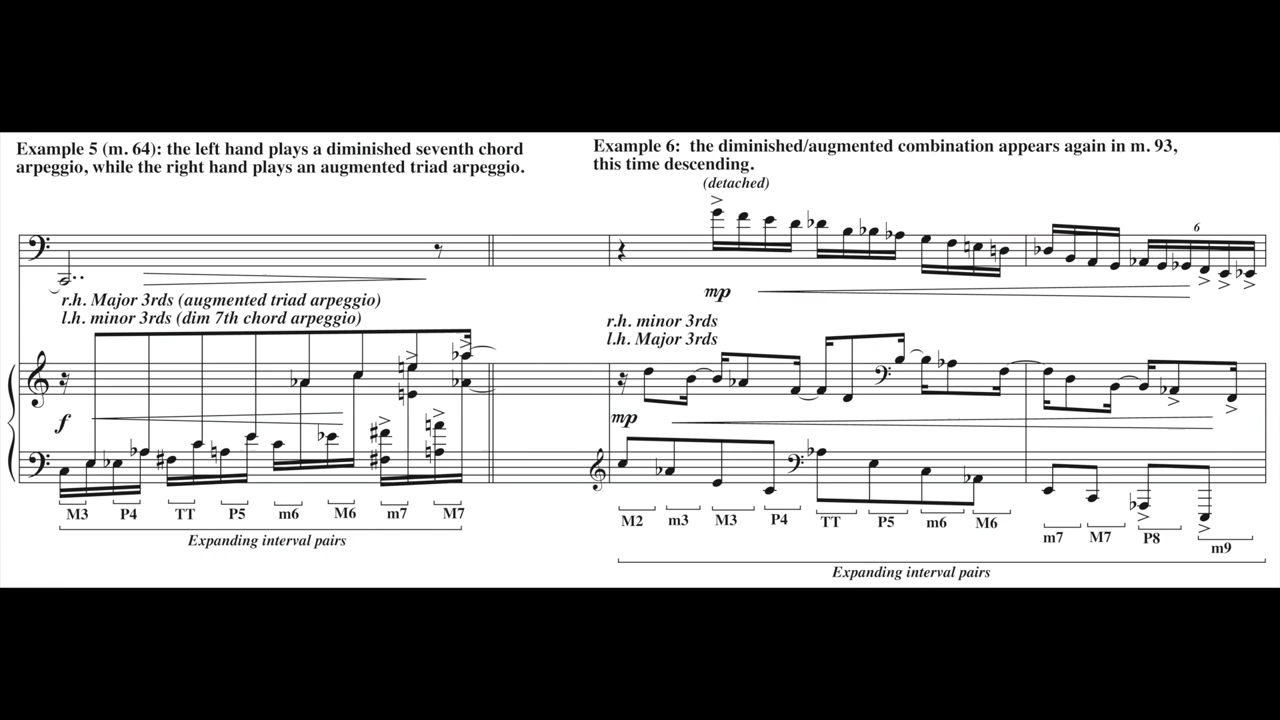 Example 5 (m. 64): the left hand plays a diminished seventh chord
arpeggio, while the right hand plays an augmented triad arpeggio.
r.h. Major 3rds (augmented triad arpeggio)
l.h. minor 3rds (dim 7th chord arpeggio)
f
M3 P4 TT P5 m6 M6 m7 M7
Expanding interval pairs
Example 6: the diminished/augmented combination appears again in m. 93,
this time descending.
(detached)
6
mp
r.h. minor 3rds
l.h. Major 3rds
mp
M2 m3 M3 P4 TT P5 m6 M6 m7 M7 P8 m9
Expanding interval pairs